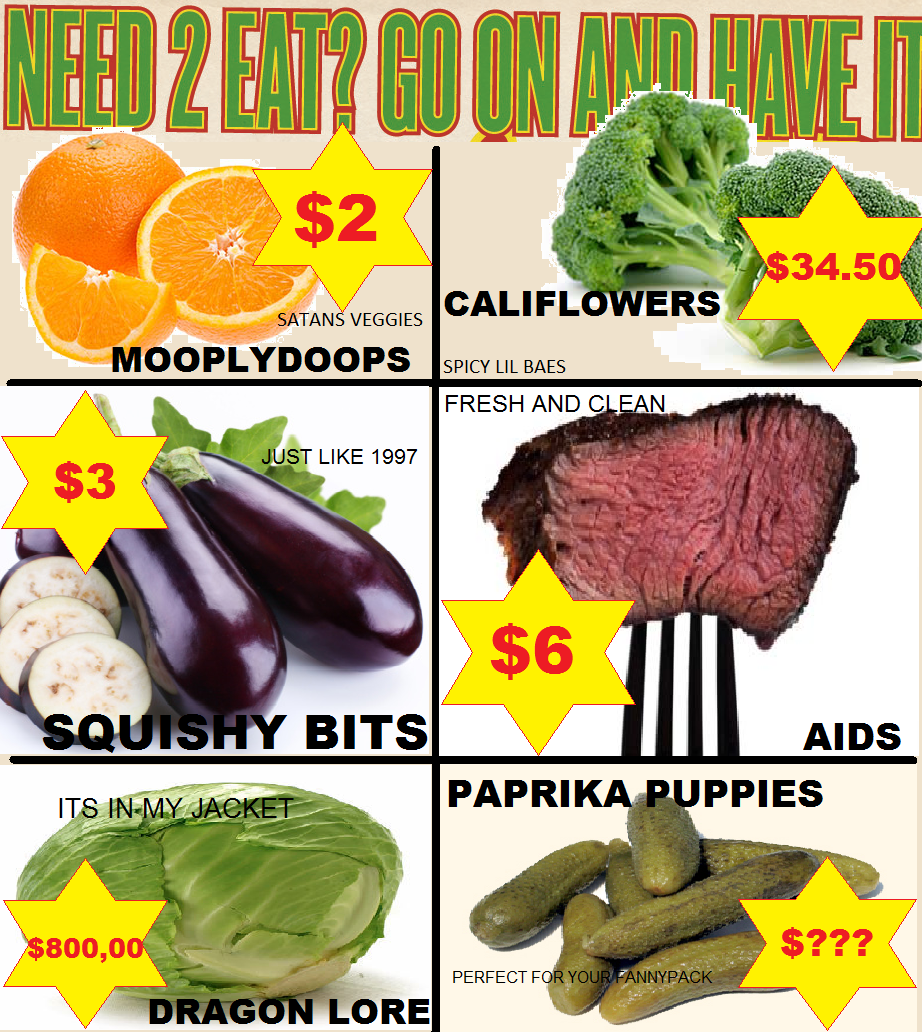 NEED 2 EAT? GO ON AND HAVE IT
$2
SATANS VEGGIES
MOOPLYDOOPS
$34.50
CALIFLOWERS
SPICY LIL BAES
$3
JUST LIKE 1997
SQUISHY BITS
FRESH AND CLEAN
$6
AIDS
ITS IN MY JACKET
$800,00
DRAGON LORE
PAPRIKA PUPPIES
$???
PERFECT FOR YOUR FANNYPACK